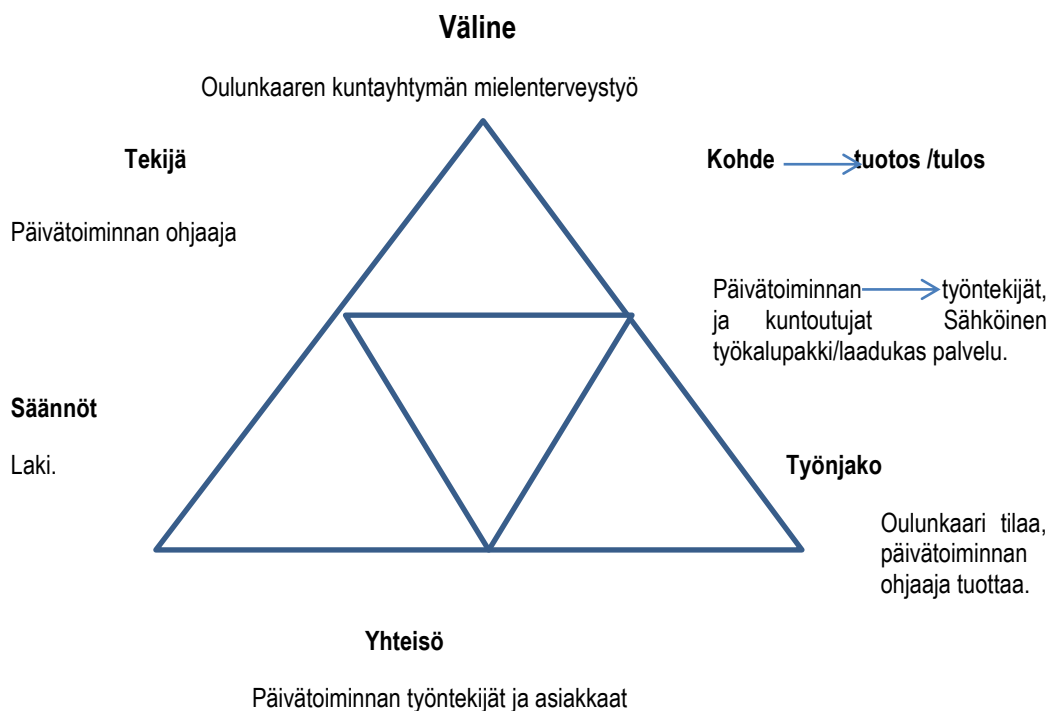 Väline
Oulunkaaren kuntayhtymän mielenterveystyö
Tekijä
Kohde tuotos /tulos
Päivätoiminnan ohjaaja
Päivätoiminnan työntekijät,
ja kuntoutujat Sähköinen
työkalupakki/laadukas palvelu.
Säännöt
Laki.
Työnjako
Oulunkaari tilaa,
päivätoiminnan
ohjaaja tuottaa.
Yhteisö
Päivätoiminnan työntekijät ja asiakkaat